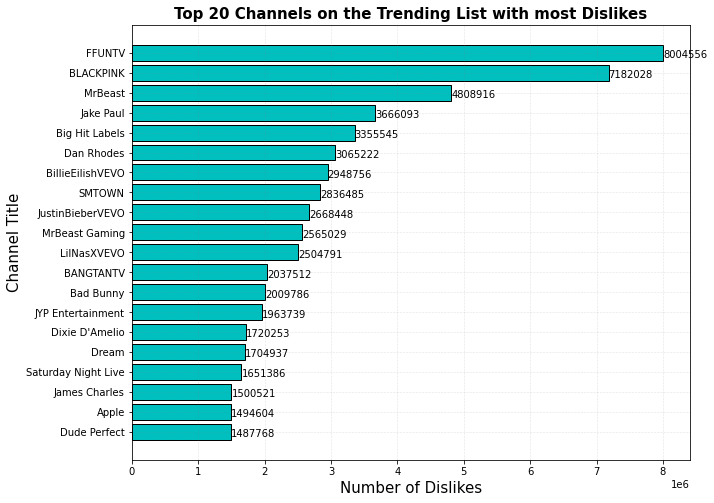 Top 20 Channels on the Trending List with most Dislikes
Channel Title
FFUNTV 8004556
BLACKPINK 7182028
MrBeast 4808916
Jake Paul 3666093
Big Hit Labels 3355545
Dan Rhodes 3065222
BillieEilishVEVO 2948756
SMTOWN 2836485
JustinBieberVEVO 2668448
MrBeast Gaming 2565029
LilNasXVEVO 2504791
BANGTANTV 2037512
Bad Bunny 2009786
JYP Entertainment 1963739
Dixie D'Amelio 1720253
Dream 1704937
Saturday Night Live 1651386
James Charles 1500521
Apple 1494604
Dude Perfect 1487768
0 1 2 3 4 5 6 7 8
1e6
Number of Dislikes